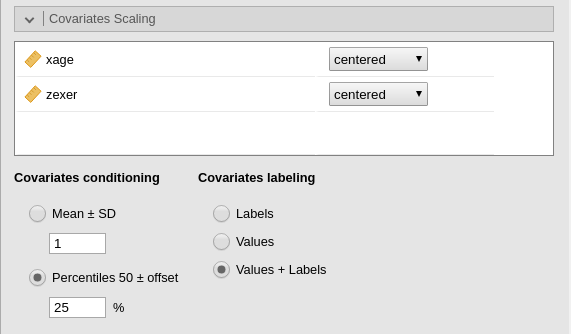 Covariates Scaling
xage centered
zexer centered
Covariates conditioning Covariates labeling
Mean ± SD Labels
1 Values
Percentiles 50 ± offset Values + Labels
25 %